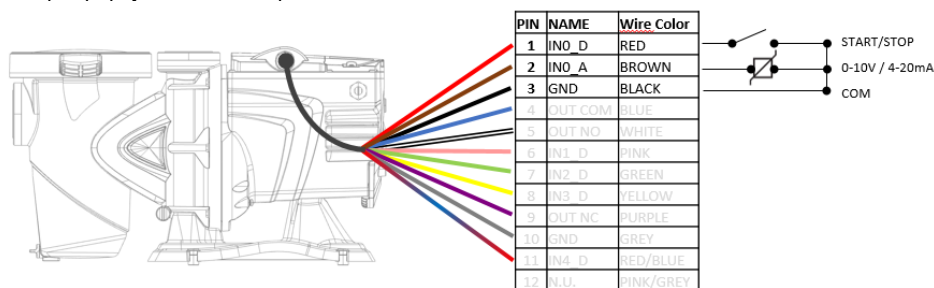 PIN NAME Wire Color
1 IN0_D RED
2 IN0_A BROWN
3 GND BLACK
4 OUT COM BLUE
5 OUT NO WHITE
6 IN1_D PINK
7 IN2_D GREEN
8 IN3_D YELLOW
9 OUT NC PURPLE
10 GND GREY
11 IN4_D RED/BLUE
12 N.U. PINK/GREY
START/STOP
0-10V / 4-20mA
COM